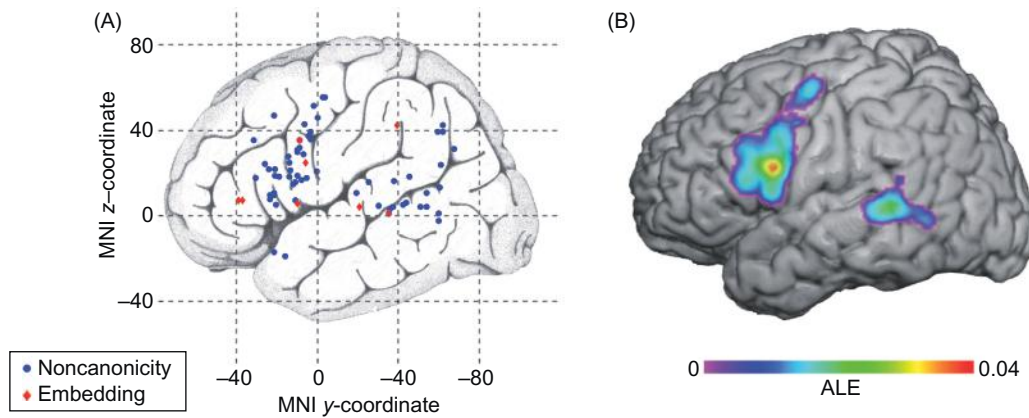 (A)
80
40
0
–40
MNI z–coordinate
–40 0 –40 –80
MNI y-coordinate
Noncanonicity
Embedding
(B)
0 0.04
ALE